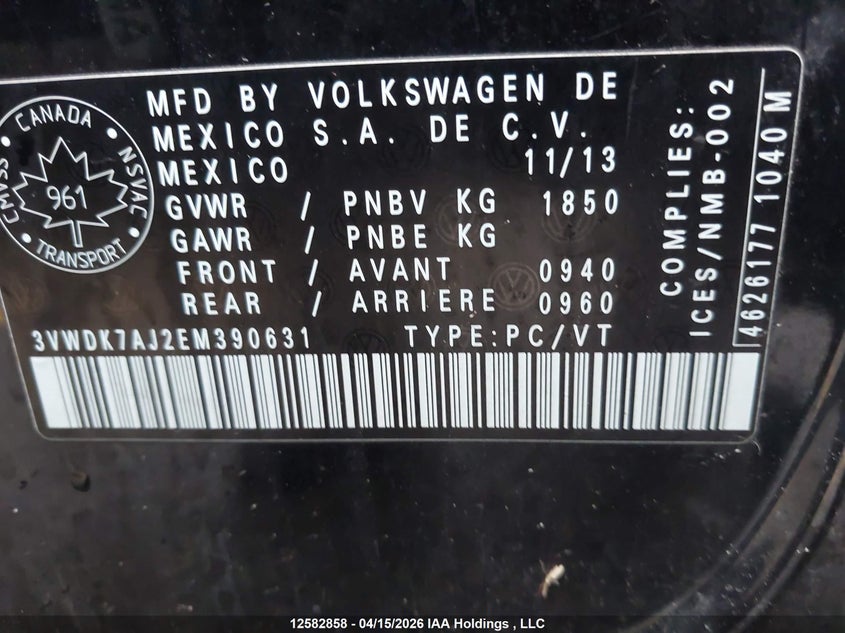 CANADA
CMVSS NSVAC
961
TRANSPORT
MFD BY VOLKSWAGEN DE
MEXICO S.A. DE C.V.
MEXICO 11/13
GVWR / PNBV KG 1850
GAWR / PNBE KG
FRONT / AVANT 0940
REAR / ARRIERE 0960
3VWDK7AJ2EM390631 TYPE:PC/VT
COMPLIES:
ICES/NMB-002
4626177 1040 M
12582858 - 04/15/2026 IAA Holdings , LLC